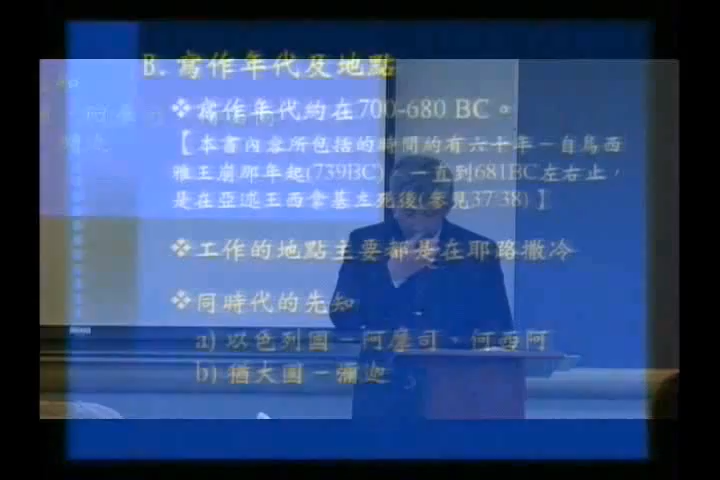 B. 寫作年代及地點
❖寫作年代約在700-680 BC。
【本書內容所包括的時間約有六十年－自烏西
雅王崩那年起(739BC)，一直到681BC左右止，
是在亞述王西拿基立死後(參見37:38)】
❖工作的地點主要都是在耶路撒冷
❖同時代的先知
a) 以色列國－阿摩司，何西阿
b) 猶大國－彌迦